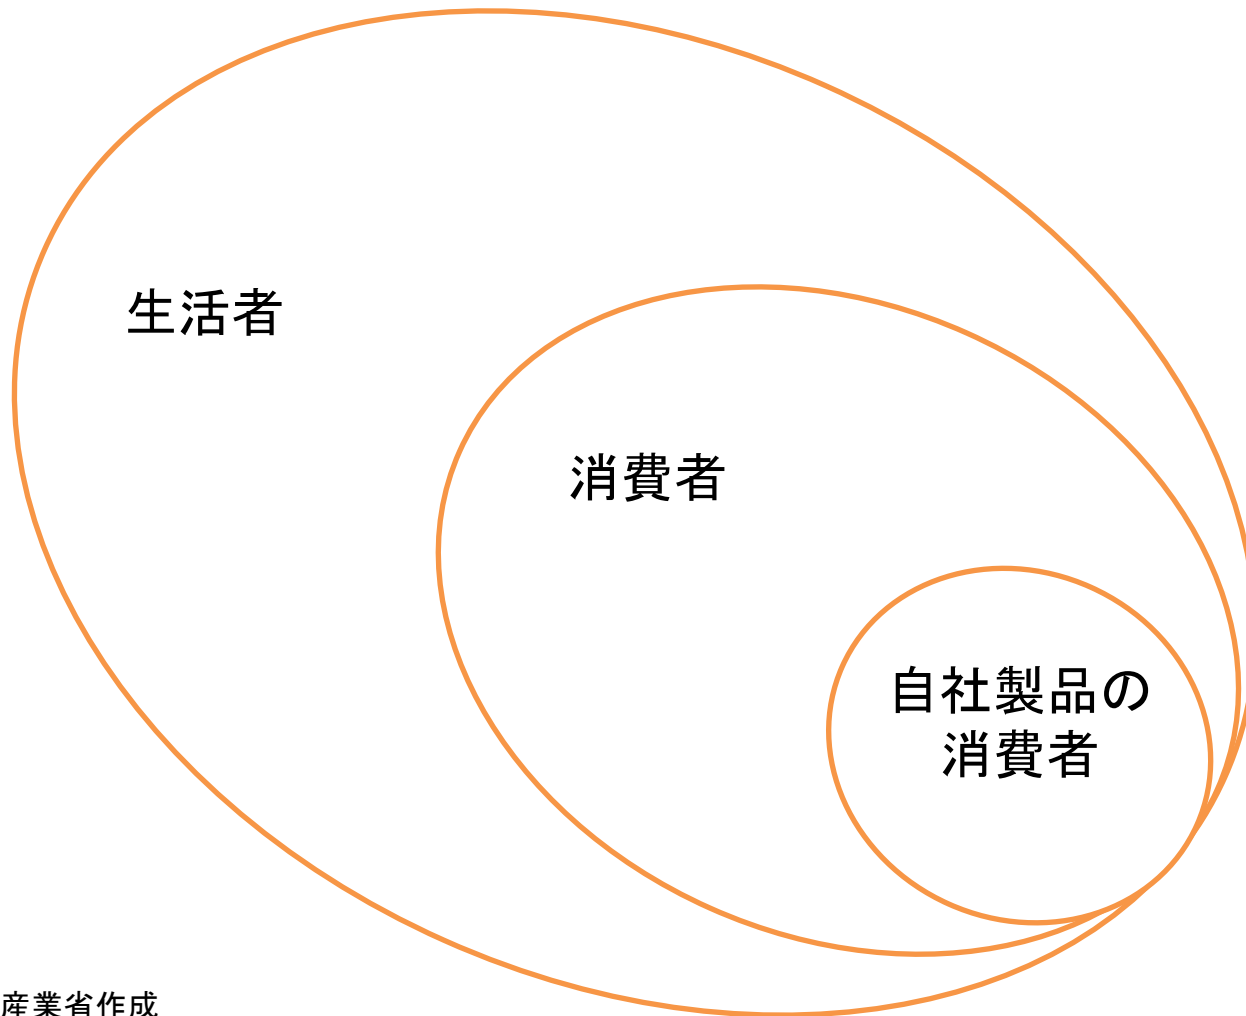 生活者
消費者
自社製品の
消費者
産業省作成